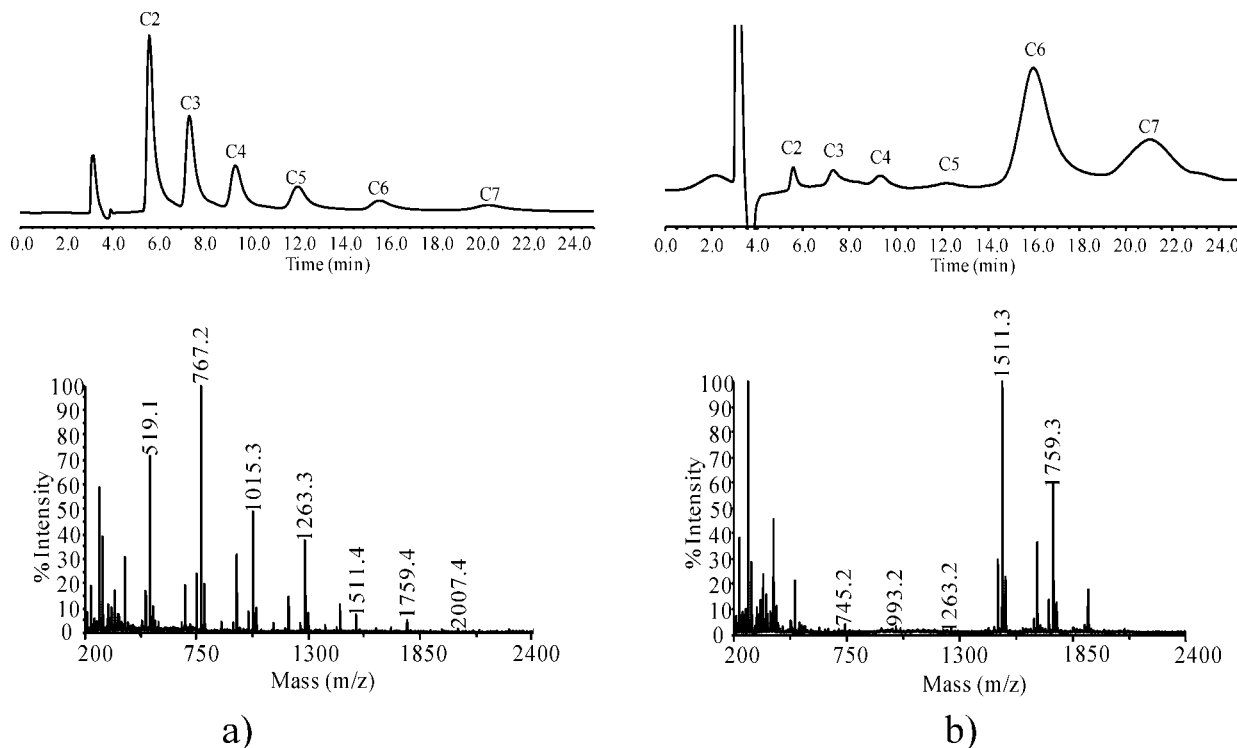 C2
C3
C4
C5
C6
C7
0.0 2.0 4.0 6.0 8.0 10.0 12.0 14.0 16.0 18.0 20.0 22.0 24.0
Time (min)
C6
C7
C2
C3
C4
C5
0.0 2.0 4.0 6.0 8.0 10.0 12.0 14.0 16.0 18.0 20.0 22.0 24.0
Time (min)
% Intensity
100
90
80
70
60
50
40
30
20
10
0
519.1
767.2
1015.3
1263.3
1511.4
1759.4
2007.4
200 750 1300 1850 2400
Mass (m/z)
a)
% Intensity
100
90
80
70
60
50
40
30
20
10
0
745.2
993.2
1263.2
1511.3
1759.3
200 750 1300 1850 2400
Mass (m/z)
b)